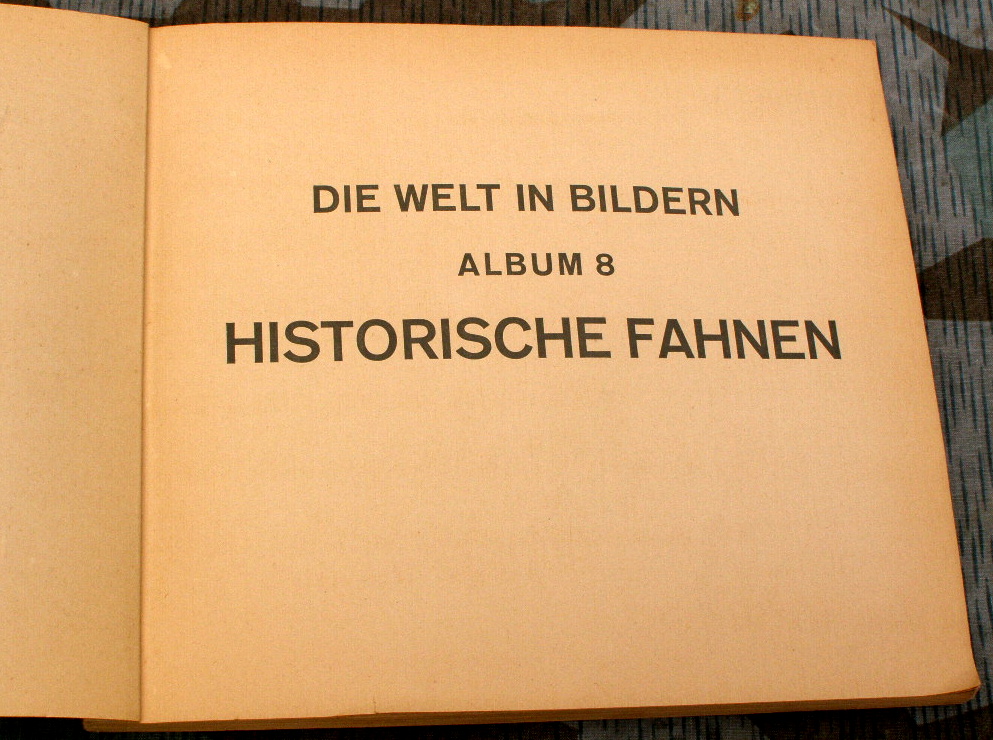 DIE WELT IN BILDERN
ALBUM 8
HISTORISCHE FAHNEN